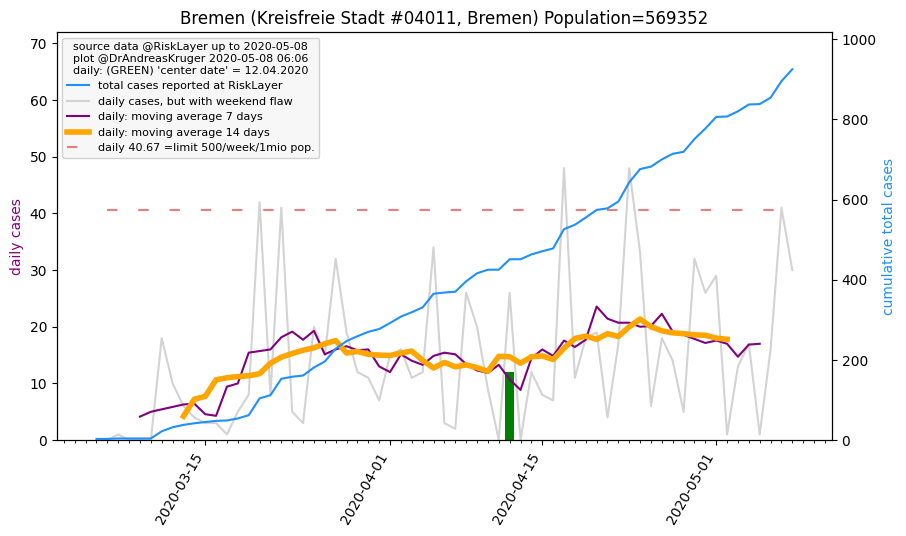 Bremen (Kreisfreie Stadt #04011, Bremen) Population=569352
source data @RiskLayer up to 2020-05-08
plot @DrAndreasKruger 2020-05-08 06:06
daily: (GREEN) 'center date' = 12.04.2020
total cases reported at RiskLayer
daily cases, but with weekend flaw
daily: moving average 7 days
daily: moving average 14 days
daily 40.67 =limit 500/week/1mio pop.
daily cases
70
60
50
40
30
20
10
0
cumulative total cases
1000
800
600
400
200
0
2020-03-15
2020-04-01
2020-04-15
2020-05-01